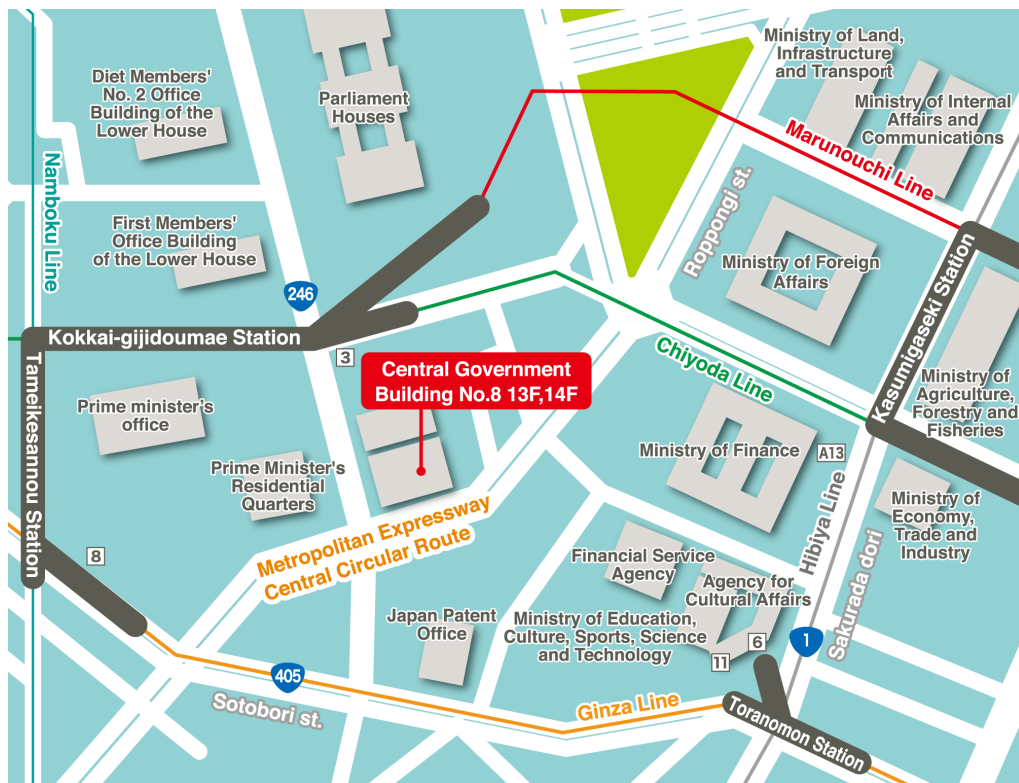 Ministry of Land,
Infrastructure
and Transport
Diet Members'
No. 2 Office
Building of the
Lower House
Parliament
Houses
Ministry of Internal
Affairs and
Communications
Marunouchi Line
Namboku Line
First Members'
Office Building
of the Lower House
Roppongi st.
Ministry of Foreign
Affairs
246
Kasumigaseki Station
Kokkai-gijidoumae Station
3
Chiyoda Line
Central Government
Building No.8 13F,14F
Tameikesannou Station
Ministry of
Agriculture,
Forestry and
Fisheries
Prime minister's
office
Ministry of Finance
A13
Prime Minister's
Residential
Quarters
Ministry of
Economy,
Trade and
Industry
Hibiya Line
Metropolitan Expressway
Central Circular Route
8
Financial Service
Agency
Agency for
Cultural Affairs
Sakurada dori
Japan Patent
Office
Ministry of Education,
Culture, Sports, Science
and Technology
6
1
11
405
Sotobori st.
Ginza Line
Toranomon Station